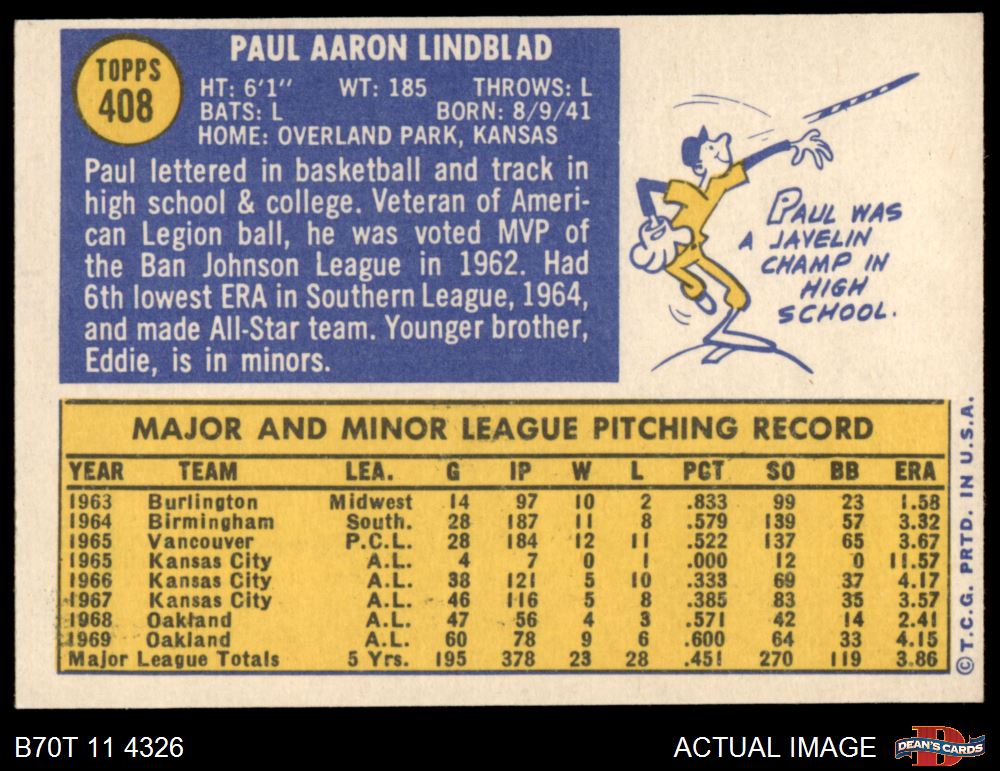 TOPPS
408
PAUL AARON LINDBLAD
HT: 6'1" WT: 185 THROWS: L
BATS: L BORN: 8/9/41
HOME: OVERLAND PARK, KANSAS
Paul lettered in basketball and track in
high school & college. Veteran of Ameri-
can Legion ball, he was voted MVP of
the Ban Johnson League in 1962. Had
6th lowest ERA in Southern League, 1964,
and made All-Star team. Younger brother,
Eddie, is in minors.
PAUL WAS
A JAVELIN
CHAMP IN
HIGH
SCHOOL.
MAJOR AND MINOR LEAGUE PITCHING RECORD
YEAR TEAM LEA. G IP W L PCT SO BB ERA
1963 Burlington Midwest 14 97 10 2 .833 99 23 1.58
1964 Birmingham South. 28 187 11 8 .579 139 57 3.32
1965 Vancouver P.C.L. 28 184 12 11 .522 137 65 3.67
1965 Kansas City A.L. 4 7 0 1 .000 12 0 11.57
1966 Kansas City A.L. 38 121 5 10 .333 69 37 4.17
1967 Kansas City A.L. 46 116 5 8 .385 83 35 3.57
1968 Oakland A.L. 47 56 4 3 .571 42 14 2.41
1969 Oakland A.L. 60 78 9 6 .600 64 33 4.15
Major League Totals 5 Yrs. 195 378 23 28 .451 270 119 3.86
© T.C.G. PRTD. IN U.S.A.
B70T 11 4326
ACTUAL IMAGE
DEAN'S CARDS